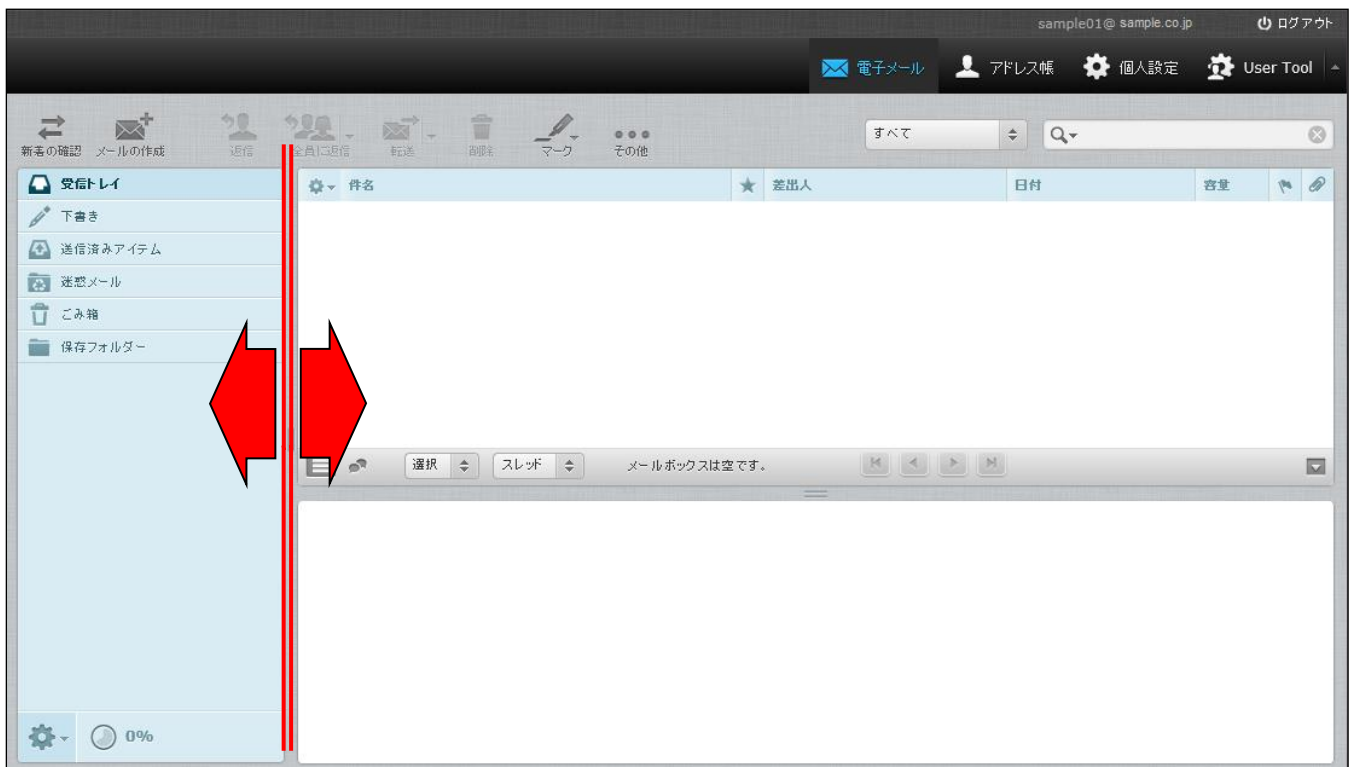 sample01@ sample.co.jp ログアウト
電子メール アドレス帳 個人設定 User Tool
新着の確認 メールの作成 返信 全員に返信 転送 削除 マーク その他 すべて
受信トレイ 件名 差出人 日付 容量
下書き
送信済みアイテム
迷惑メール
ごみ箱
保存フォルダー
選択 スレッド メールボックスは空です。
0%